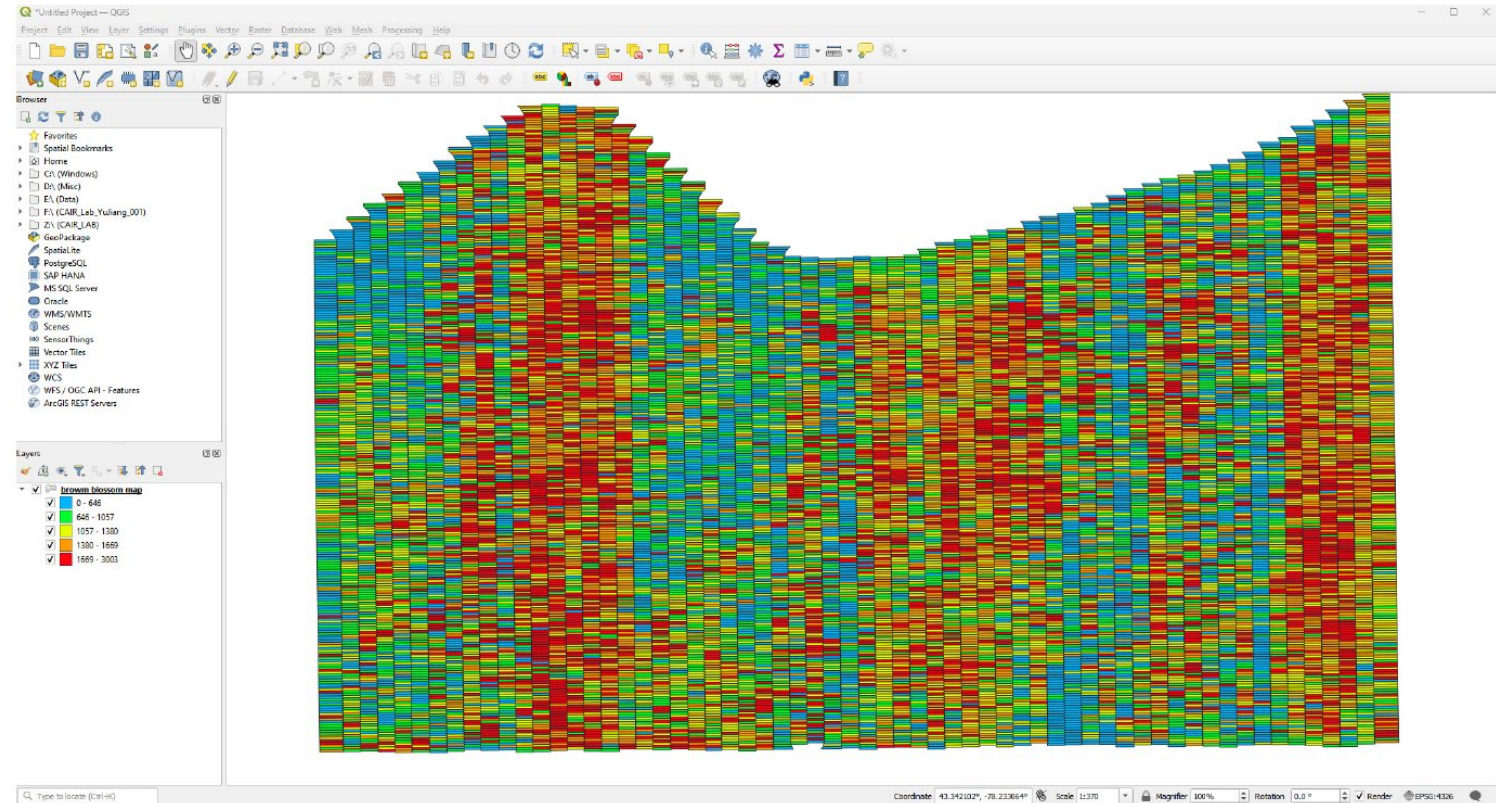 *Untitled Project — QGIS
Project Edit View Layer Settings Plugins Vector Raster Database Web Mesh Processing Help
Browser
Favorites
Spatial Bookmarks
Home
C:\ (Windows)
D:\ (Misc)
E:\ (Data)
F:\ (CAIR_Lab_Yuliang_001)
Z:\ (CAIR_LAB)
GeoPackage
SpatiaLite
PostgreSQL
SAP HANA
MS SQL Server
Oracle
WMS/WMTS
Scenes
SensorThings
Vector Tiles
XYZ Tiles
WCS
WFS / OGC API - Features
ArcGIS REST Servers
Layers
browm blossom map
0 - 646
646 - 1057
1057 - 1380
1380 - 1669
1669 - 3003
Type to locate (Ctrl+K)
Coordinate 43.342102°, -78.233064° Scale 1:370 Magnifier 100% Rotation 0.0 ° Render EPSG:4326